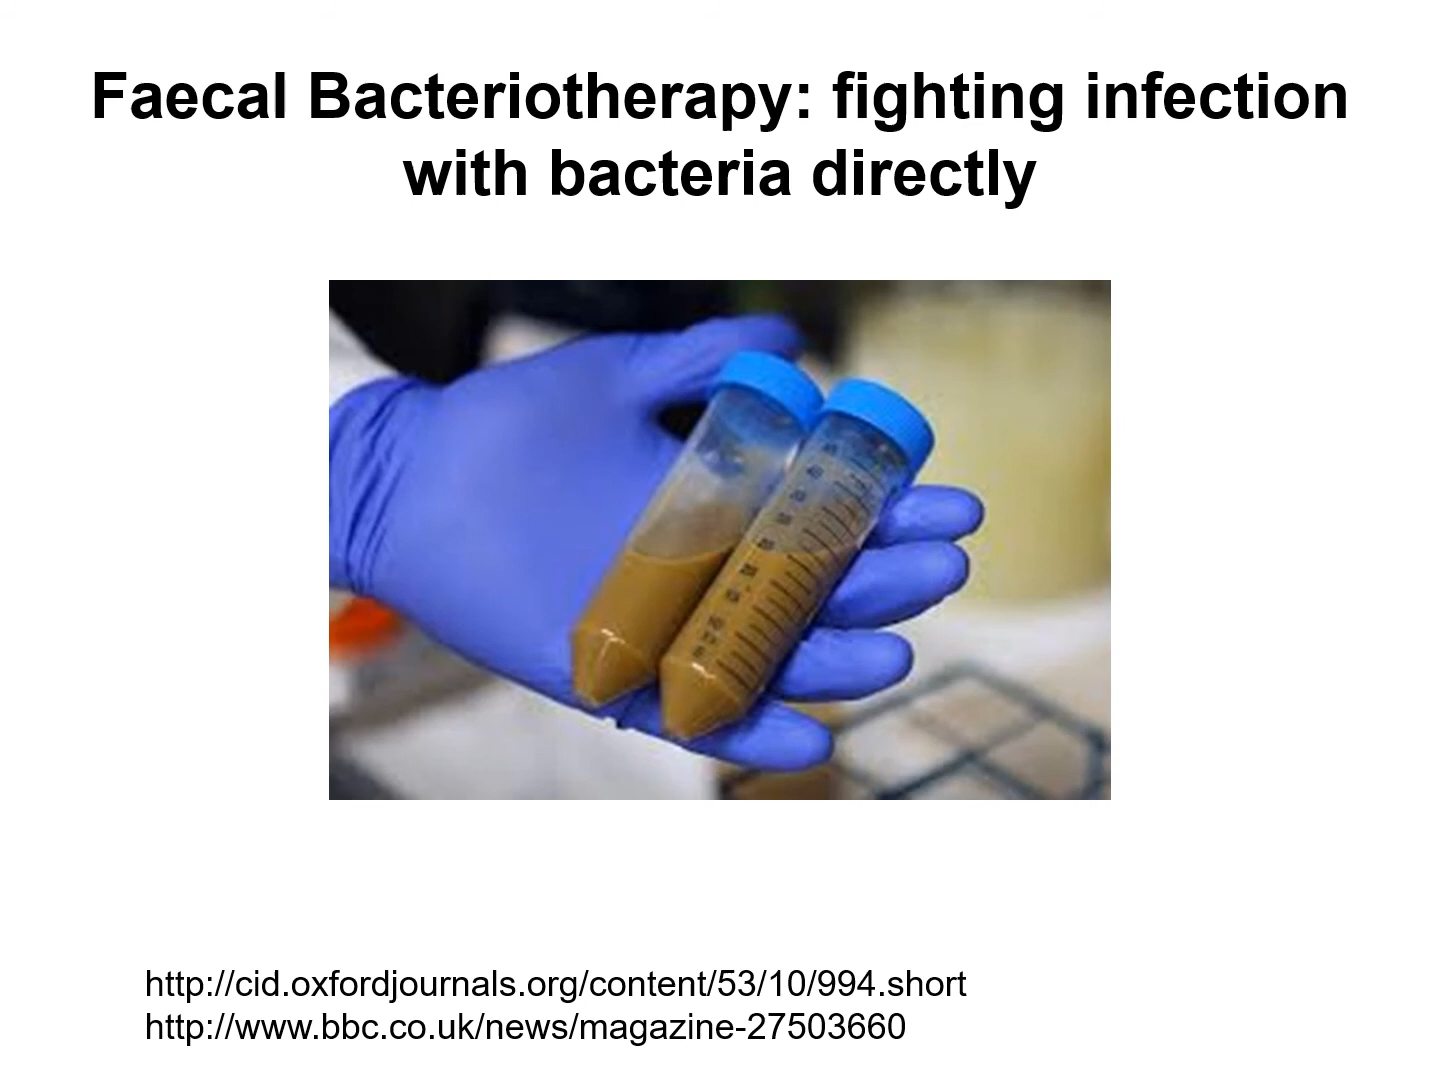 Faecal Bacteriotherapy: fighting infection
with bacteria directly
http://cid.oxfordjournals.org/content/53/10/994.short
http://www.bbc.co.uk/news/magazine-27503660